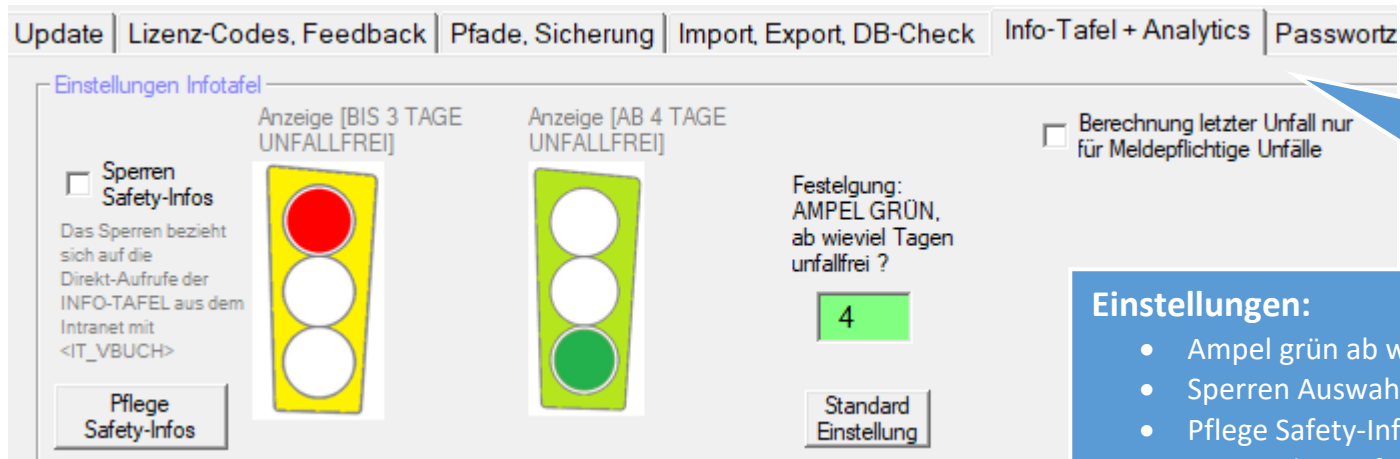 Update Lizenz-Codes, Feedback Pfade, Sicherung Import, Export, DB-Check Info-Tafel + Analytics Passwortz
Einstellungen Infotafel
Sperren
Safety-Infos
Das Sperren bezieht
sich auf die
Direkt-Aufrufe der
INFO-TAFEL aus dem
Intranet mit
<IT_VBUCH>
Pflege
Safety-Infos
Anzeige [BIS 3 TAGE
UNFALLFREI]
Anzeige [AB 4 TAGE
UNFALLFREI]
Festelgung:
AMPEL GRÜN,
ab wieviel Tagen
unfallfrei ?
4
Standard
Einstellung
Berechnung letzter Unfall nur
für Meldepflichtige Unfälle
Einstellungen:
• Ampel grün ab w
• Sperren Auswah
• Pflege Safety-Inf